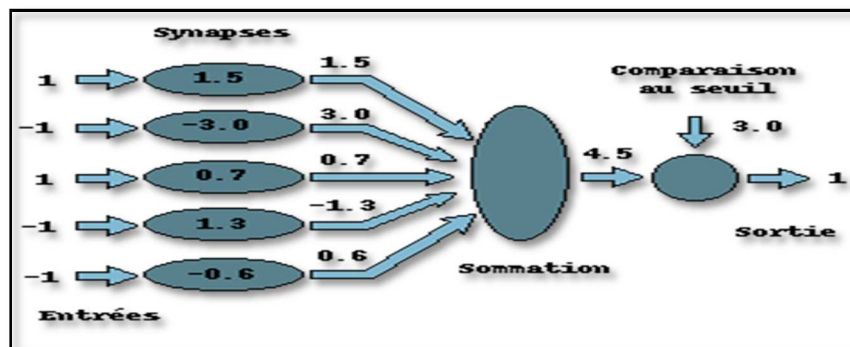 Synapses
1 1.5 1.5
-1 -3.0 3.0
1 0.7 0.7
-1 1.3 -1.3
-1 -0.6 0.6
Entrées
Sommation
4.5
Comparaison
au seuil
3.0
1
Sortie